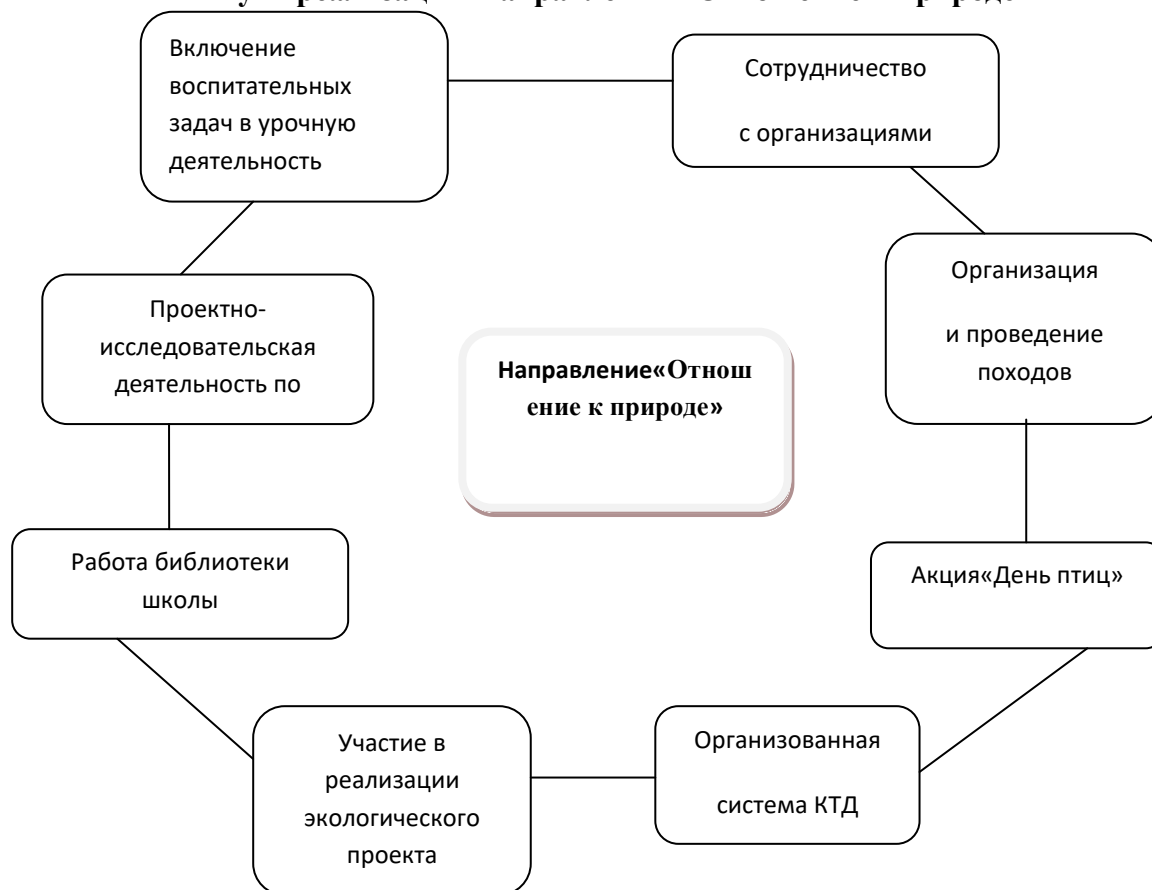 Включение
воспитательных
задач в урочную
деятельность
Сотрудничество
с организациями
Организация
и проведение
походов
Проектно-
исследовательская
деятельность по
Направление«Отнош
ение к природе»
Работа библиотеки
школы
Акция«День птиц»
Участие в
реализации
экологического
проекта
Организованная
система КТД